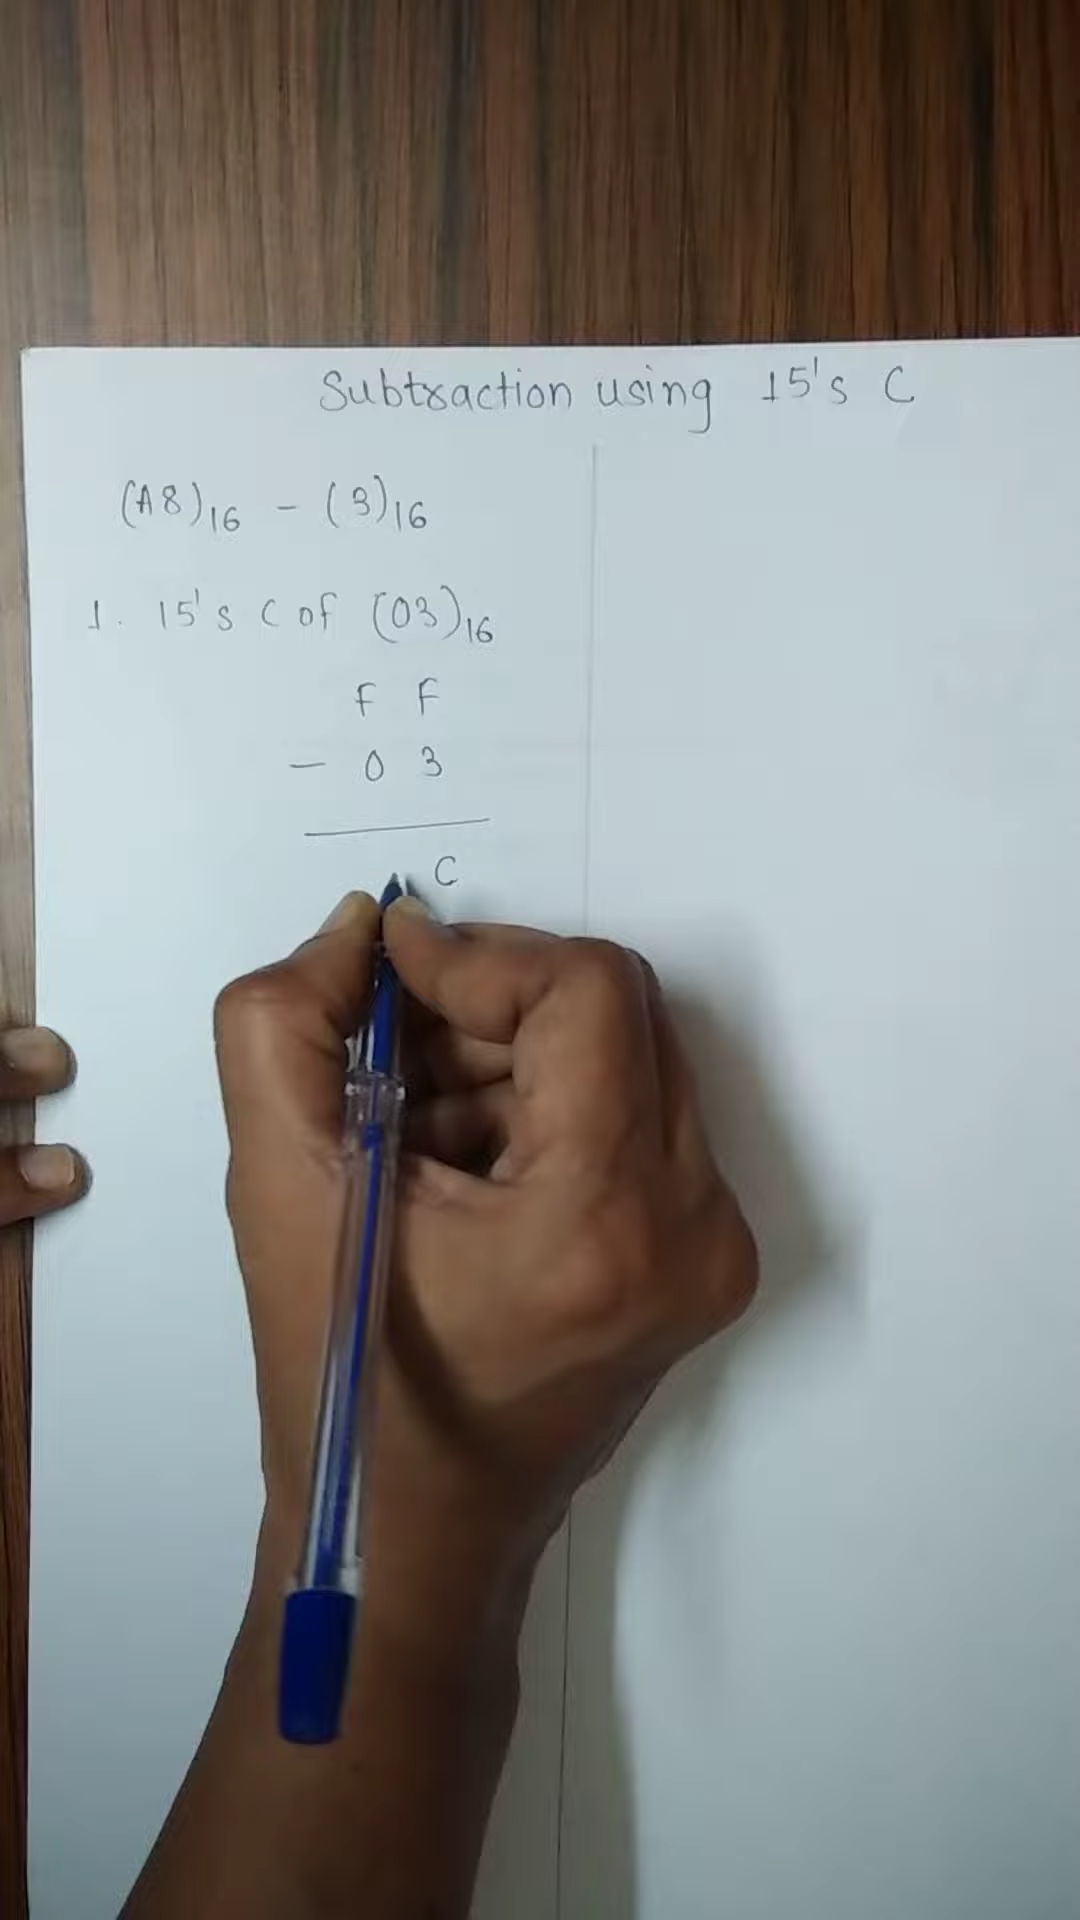 Subtraction using 15's C
(A8)₁₆ - (3)₁₆
1. 15's C of (03)₁₆
F F
- 0 3
C